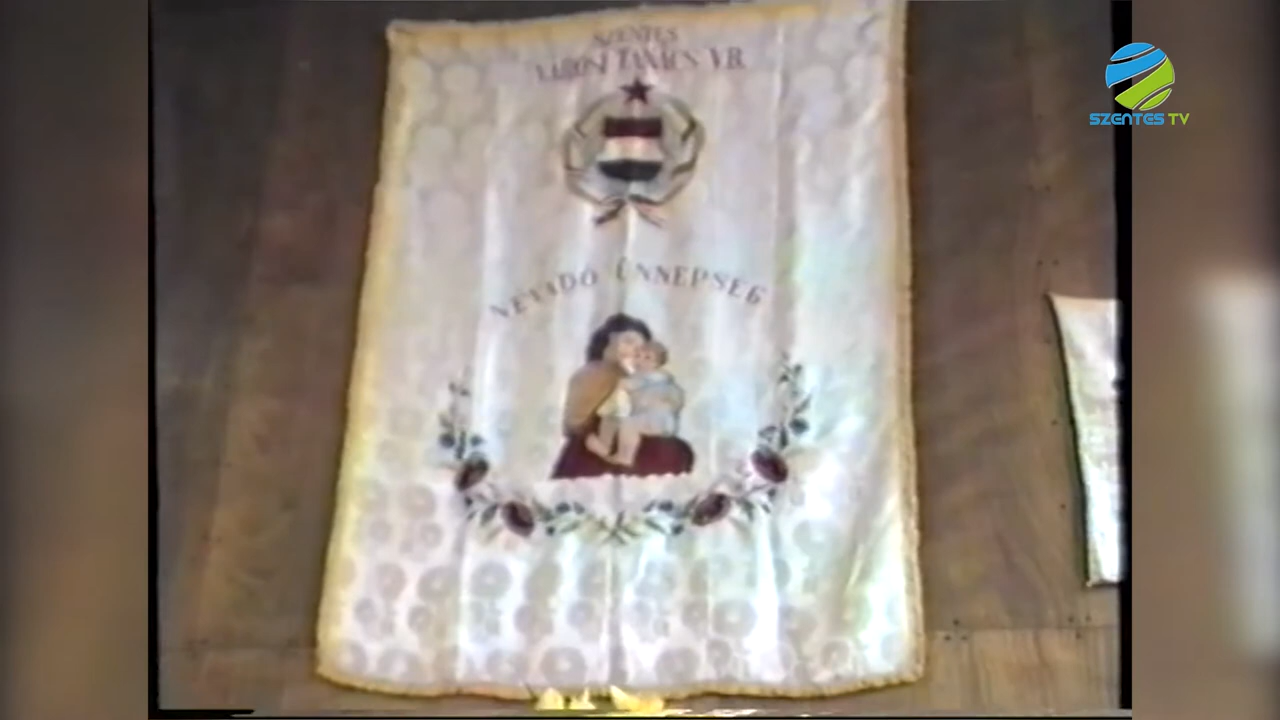 SZENTES
VÁROSI TANÁCS V.B.
NÉVADÓ ÜNNEPSÉG
SZENTES TV